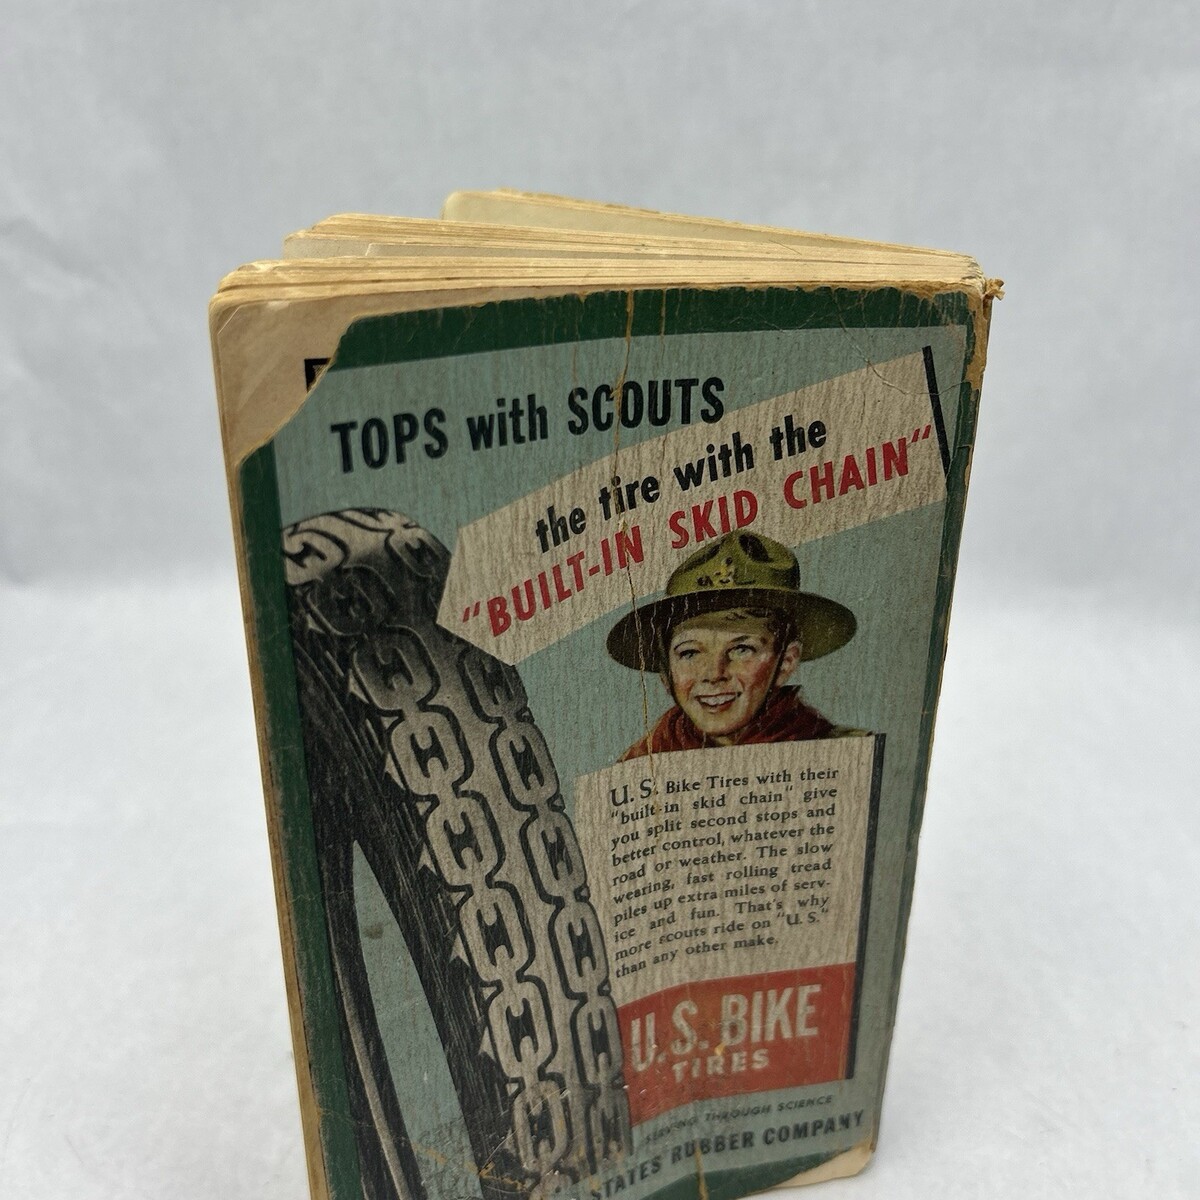 TOPS with SCOUTS
the tire with the
"BUILT-IN SKID CHAIN"
U. S. Bike Tires with their
"built-in skid chain" give
you split second stops and
better control, whatever the
road or weather. The slow
wearing, fast rolling tread
piles up extra miles of serv-
ice and fun. That's why
more scouts ride on "U. S."
than any other make.
U.S. BIKE
TIRES
SERVING THROUGH SCIENCE
STATES RUBBER COMPANY